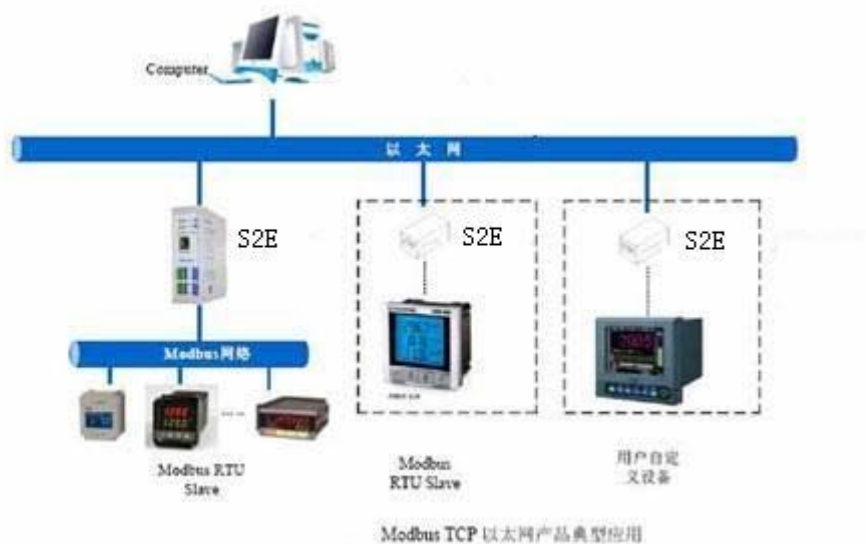 Computer
以 太 网
S2E
S2E
S2E
Modbus网络
Modbus RTU
Slave
Modbus
RTU Slave
用户自定
义设备
Modbus TCP 以太网产品典型应用